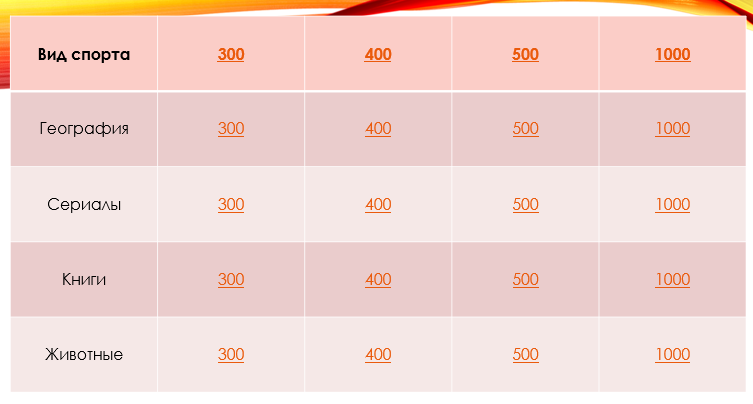 Вид спорта 300 400 500 1000
География 300 400 500 1000
Сериалы 300 400 500 1000
Книги 300 400 500 1000
Животные 300 400 500 1000